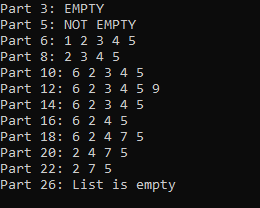 Part 3: EMPTY
Part 5: NOT EMPTY
Part 6: 1 2 3 4 5
Part 8: 2 3 4 5
Part 10: 6 2 3 4 5
Part 12: 6 2 3 4 5 9
Part 14: 6 2 3 4 5
Part 16: 6 2 4 5
Part 18: 6 2 4 7 5
Part 20: 2 4 7 5
Part 22: 2 7 5
Part 26: List is empty